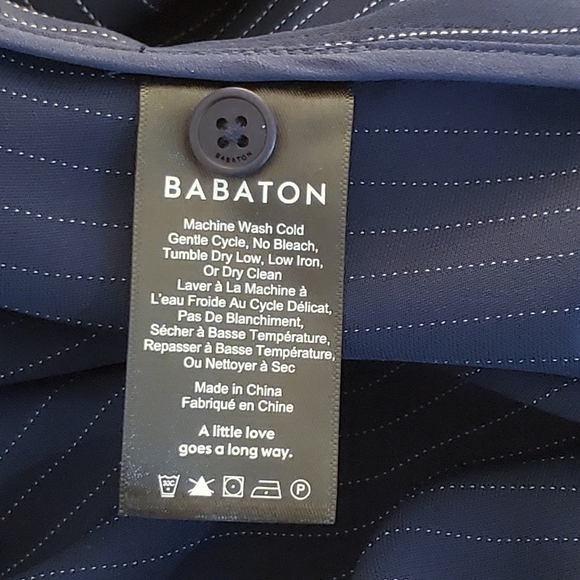 BABATON
BABATON
Machine Wash Cold
Gentle Cycle, No Bleach,
Tumble Dry Low, Low Iron,
Or Dry Clean
Laver à La Machine à
L'eau Froide Au Cycle Délicat,
Pas De Blanchiment,
Sécher à Basse Température,
Repasser à Basse Température,
Ou Nettoyer à Sec
Made in China
Fabriqué en Chine
A little love
goes a long way.
30C P